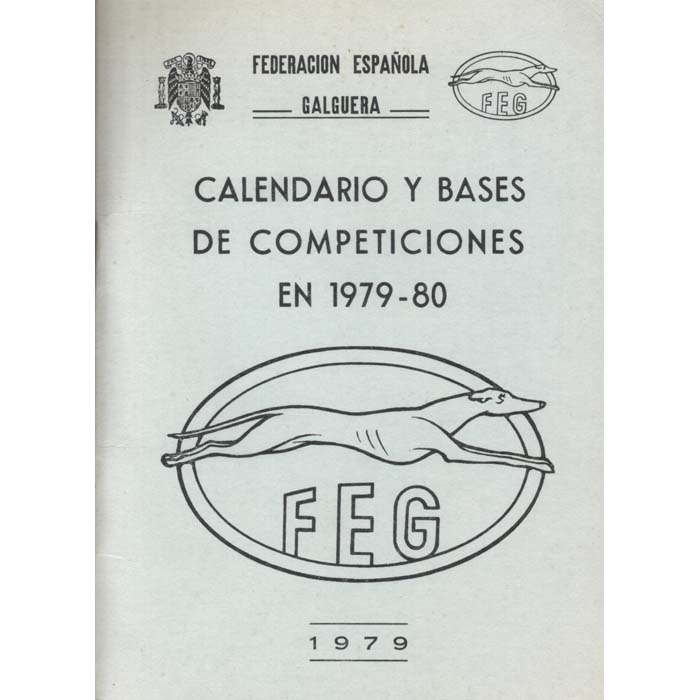 FEDERACION ESPAÑOLA
GALGUERA
FEG
CALENDARIO Y BASES
DE COMPETICIONES
EN 1979-80
FEG
1979